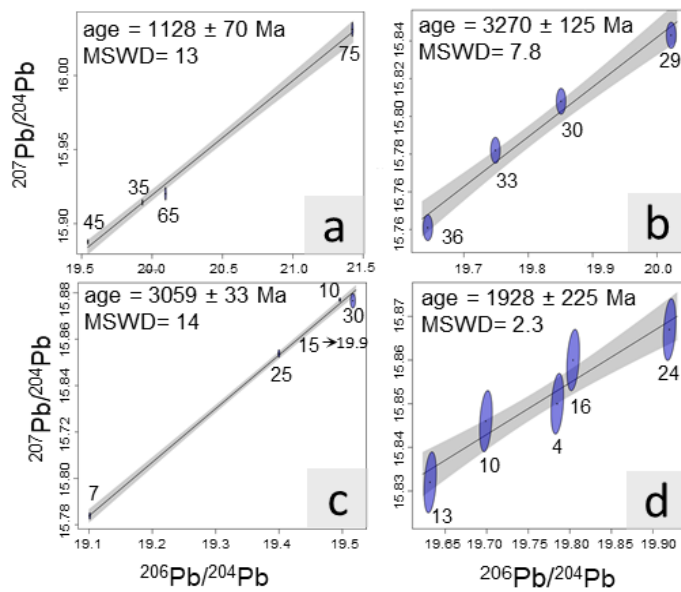 age = 1128 ± 70 Ma
MSWD= 13
75
35
45
65
a
16.00
15.95
15.90
19.5 20.0 20.5 21.0 21.5
207Pb/204Pb
age = 3270 ± 125 Ma
MSWD= 7.8
29
30
33
36
b
15.84
15.82
15.80
15.78
15.76
15.76
19.7 19.8 19.9 20.0
age = 3059 ± 33 Ma
MSWD= 14
10
30
15→19.9
25
7
c
15.88
15.86
15.84
15.72
15.80
15.78
19.1 19.2 19.3 19.4 19.5
207Pb/204Pb
206Pb/204Pb
age = 1928 ± 225 Ma
MSWD= 2.3
24
16
4
10
13
d
15.87
15.86
15.85
15.84
15.83
19.65 19.70 19.80 19.80 19.90
206Pb/204Pb